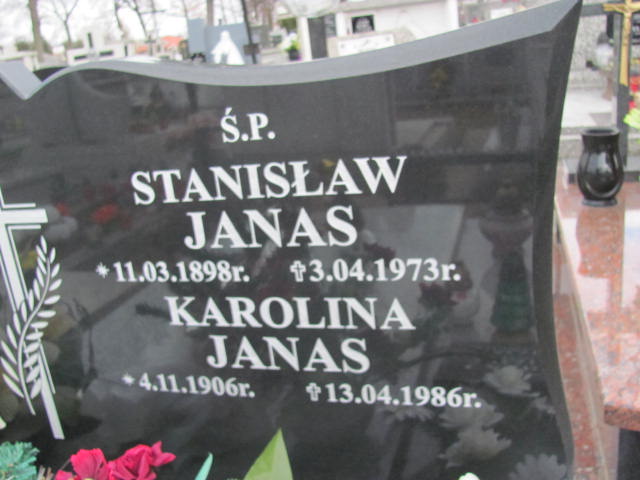 Ś.P.
STANISŁAW
JANAS
*11.03.1898r. ✝3.04.1973r.
KAROLINA
JANAS
*4.11.1906r. ✝13.04.1986r.